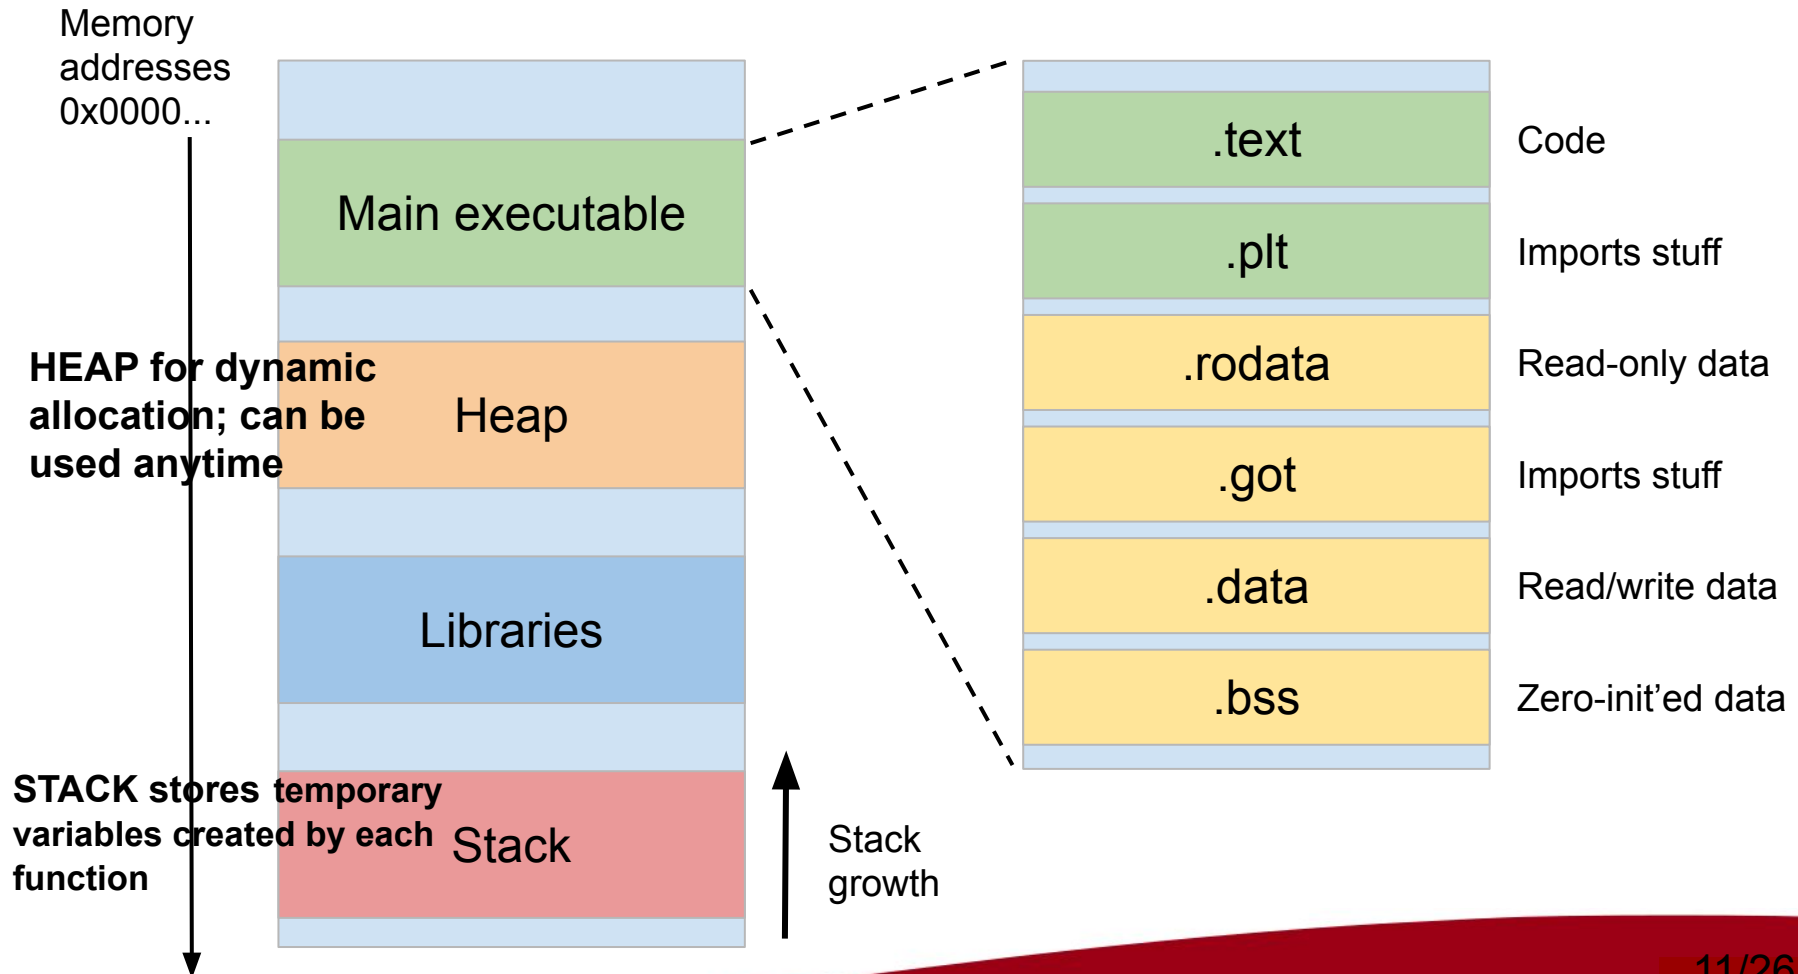 Memory
addresses
0x0000...
Main executable
HEAP for dynamic
allocation; can be
used anytime
Heap
Libraries
STACK stores temporary
variables created by each
function
Stack
Stack
growth
.text
Code
.plt
Imports stuff
.rodata
Read-only data
.got
Imports stuff
.data
Read/write data
.bss
Zero-init’ed data
11/26